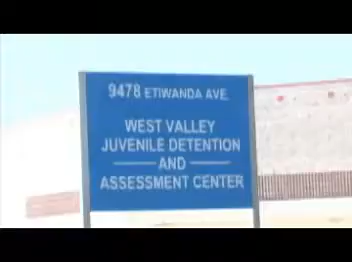 9478 ETIWANDA AVE.
WEST VALLEY
JUVENILE DETENTION
AND
ASSESSMENT CENTER